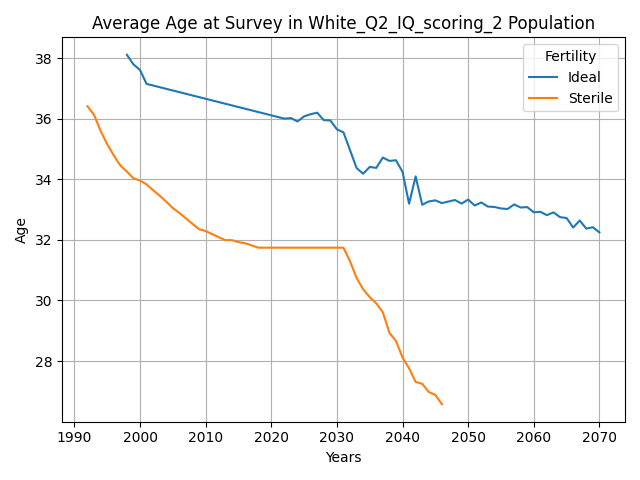 Average Age at Survey in White_Q2_IQ_scoring_2 Population
Fertility
Ideal
Sterile
Age
38
36
34
32
30
28
1990
2000
2010
2020
2030
2040
2050
2060
2070
Years